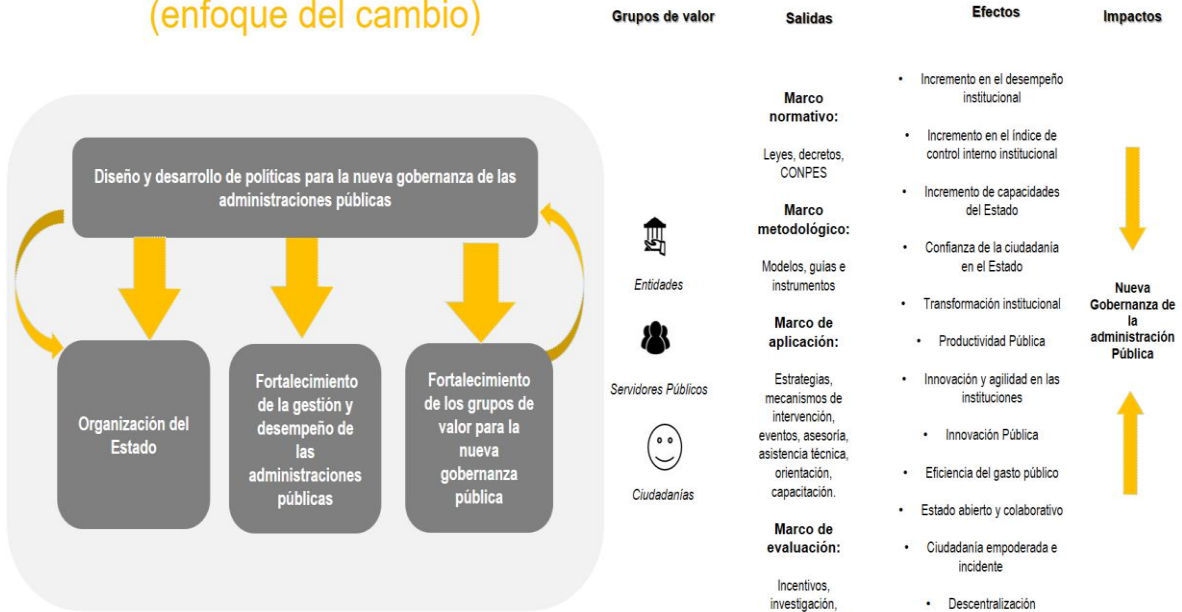 (enfoque del cambio)
Diseño y desarrollo de politicas para la nueva gobernanza de las
administraciones públicas
Organización del
Estado
Fortalecimiento
de la gestión y
desempeño de
las
administraciones
públicas
Fortalecimiento
de los grupos de
valor para la
nueva
gobernanza
pública
Grupos de valor
Entidades
Servidores Públicos
Ciudadanías
Salidas
Marco
normativo:
Leyes, decretos,
CONPES
Marco
metodológico:
Modelos, guías e
instrumentos
Marco de
aplicación:
Estrategias,
mecanismos de
intervención,
eventos, asesoría,
asistencia técnica,
orientación,
capacitación.
Marco de
evaluación:
Incentivos,
investigación,
Efectos
• Incremento en el desempeño
institucional
• Incremento en el índice de
control interno institucional
• Incremento de capacidades
del Estado
• Confianza de la ciudadanía
en el Estado
• Transformación institucional
• Productividad Pública
• Innovación y agilidad en las
instituciones
• Innovación Pública
• Eficiencia del gasto público
• Estado abierto y colaborativo
• Ciudadanía empoderada e
incidente
• Descentralización
Impactos
Nueva
Gobernanza de
la
administración
Pública